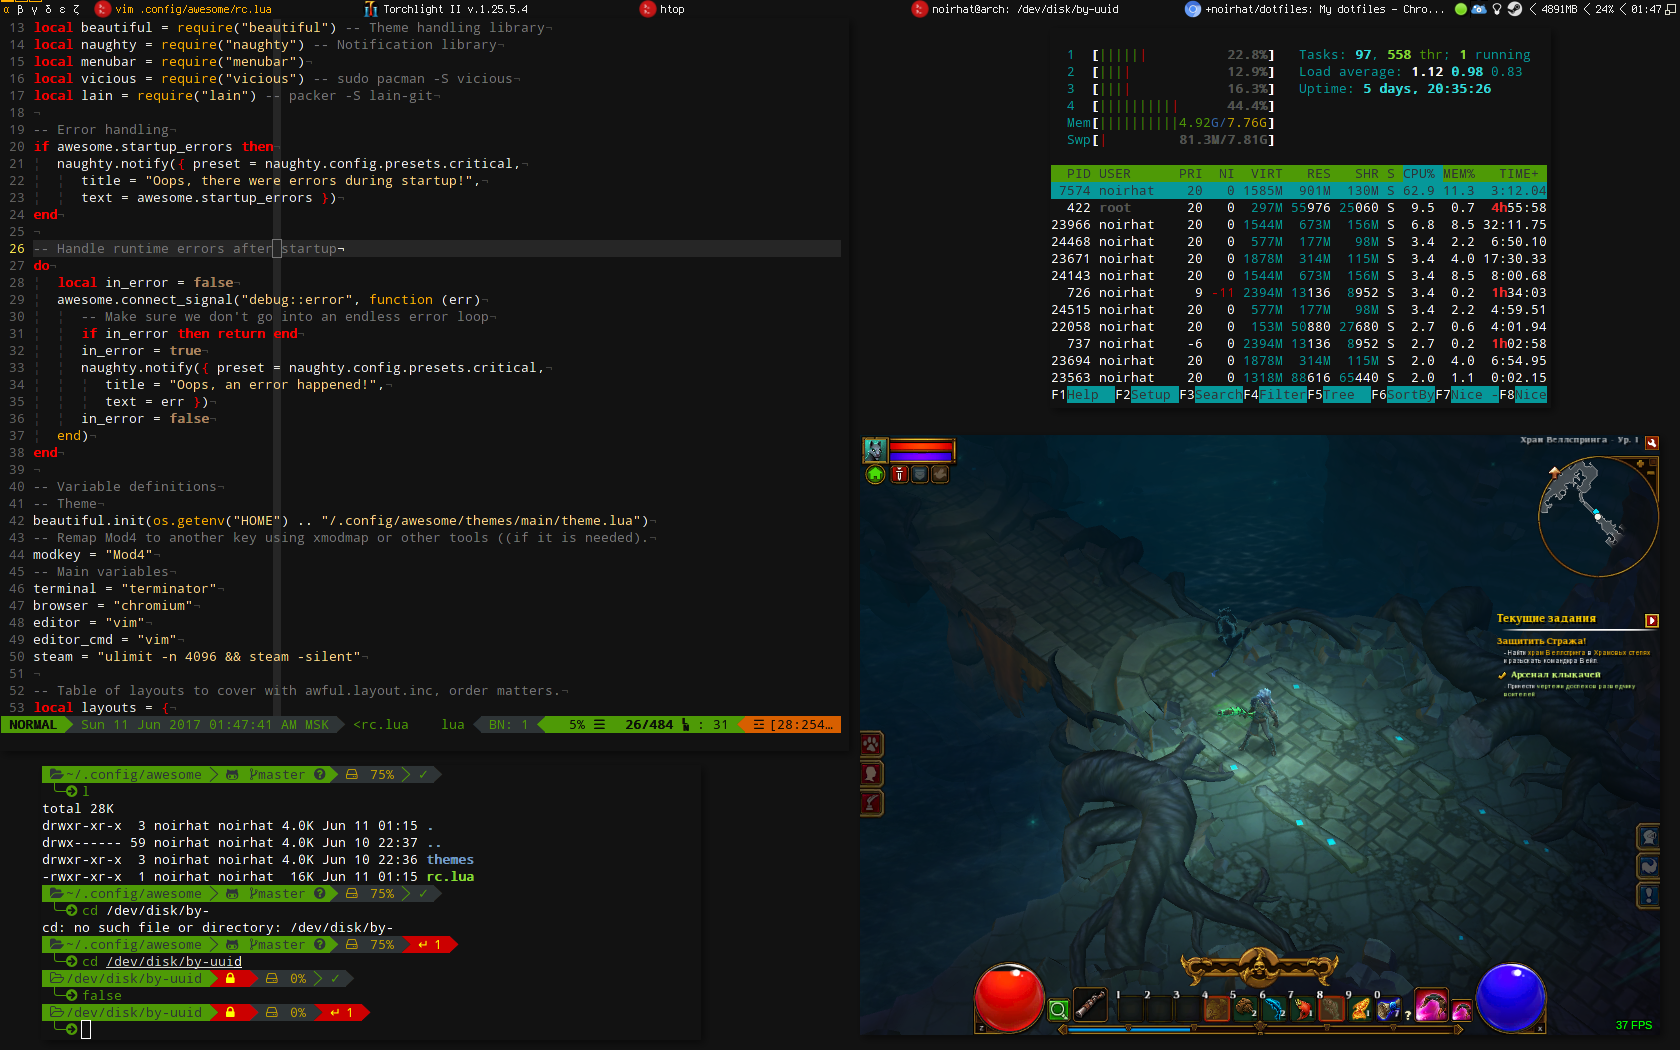 α β γ δ ε ζ vim .config/awesome/rc.lua Torchlight II v.1.25.5.4 htop noirhat@arch: /dev/disk/by-uuid +noirhat/dotfiles: My dotfiles - Chro... 4891MB 24% 01:47
13 local beautiful = require("beautiful") -- Theme handling library¬
14 local naughty = require("naughty") -- Notification library¬
15 local menubar = require("menubar")¬
16 local vicious = require("vicious") -- sudo pacman -S vicious¬
17 local lain = require("lain") -- packer -S lain-git¬
18 ¬
19 -- Error handling¬
20 if awesome.startup_errors then¬
21 naughty.notify({ preset = naughty.config.presets.critical,¬
22 title = "Oops, there were errors during startup!",¬
23 text = awesome.startup_errors })¬
24 end¬
25 ¬
26 -- Handle runtime errors after startup¬
27 do¬
28 local in_error = false¬
29 awesome.connect_signal("debug::error", function (err)¬
30 -- Make sure we don't go into an endless error loop¬
31 if in_error then return end¬
32 in_error = true¬
33 naughty.notify({ preset = naughty.config.presets.critical,¬
34 title = "Oops, an error happened!",¬
35 text = err })¬
36 in_error = false¬
37 end)¬
38 end¬
39 ¬
40 -- Variable definitions¬
41 -- Theme¬
42 beautiful.init(os.getenv("HOME") .. "/.config/awesome/themes/main/theme.lua")¬
43 -- Remap Mod4 to another key using xmodmap or other tools ((if it is needed).¬
44 modkey = "Mod4"¬
45 -- Main variables¬
46 terminal = "terminator"¬
47 browser = "chromium"¬
48 editor = "vim"¬
49 editor_cmd = "vim"¬
50 steam = "ulimit -n 4096 && steam -silent"¬
51 ¬
52 -- Table of layouts to cover with awful.layout.inc, order matters.¬
53 local layouts = {¬
NORMAL Sun 11 Jun 2017 01:47:41 AM MSK <rc.lua lua BN: 1 5% ☰ 26/484 : 31 ☲ [28:254…
~/.config/awesome master ? 75% ✓
l
total 28K
drwxr-xr-x 3 noirhat noirhat 4.0K Jun 11 01:15 .
drwx------ 59 noirhat noirhat 4.0K Jun 10 22:37 ..
drwxr-xr-x 3 noirhat noirhat 4.0K Jun 10 22:36 themes
-rwxr-xr-x 1 noirhat noirhat 16K Jun 11 01:15 rc.lua
~/.config/awesome master ? 75% ✓
cd /dev/disk/by-
cd: no such file or directory: /dev/disk/by-
~/.config/awesome master ? 75% ↵ 1
cd /dev/disk/by-uuid
/dev/disk/by-uuid 0% ✓
false
/dev/disk/by-uuid 0% ↵ 1
1 [|||||| 22.8%] Tasks: 97, 558 thr; 1 running
2 [|||| 12.9%] Load average: 1.12 0.98 0.83
3 [|||| 16.3%] Uptime: 5 days, 20:35:26
4 [|||||||||| 44.4%]
Mem[||||||||||4.92G/7.76G]
Swp[| 81.3M/7.81G]
PID USER PRI NI VIRT RES SHR S CPU% MEM% TIME+
7574 noirhat 20 0 1585M 901M 130M S 62.9 11.3 3:12.04
422 root 20 0 297M 55976 25060 S 9.5 0.7 4h55:58
23966 noirhat 20 0 1544M 673M 156M S 6.8 8.5 32:11.75
24468 noirhat 20 0 577M 177M 98M S 3.4 2.2 6:50.10
23671 noirhat 20 0 1878M 314M 115M S 3.4 4.0 17:30.33
24143 noirhat 20 0 1544M 673M 156M S 3.4 8.5 8:00.68
726 noirhat 9 -11 2394M 13136 8952 S 3.4 0.2 1h34:03
24515 noirhat 20 0 577M 177M 98M S 3.4 2.2 4:59.51
22058 noirhat 20 0 153M 50880 27680 S 2.7 0.6 4:01.94
737 noirhat -6 0 2394M 13136 8952 S 2.7 0.2 1h02:58
23694 noirhat 20 0 1878M 314M 115M S 2.0 4.0 6:54.95
23563 noirhat 20 0 1318M 88616 65440 S 2.0 1.1 0:02.15
F1Help F2Setup F3SearchF4FilterF5Tree F6SortByF7Nice -F8Nice
Храм Веллспринга - Ур. 1
Текущие задания
Защитить Стража!
- Найти храм Веллспринга в Храмовых степях
и разыскать командира Вейл
Арсенал клыкачей
- Принести чертежи доспехов разведчику
1 2 3 4 5 6 7 8 9 0
?
z x
37 FPS